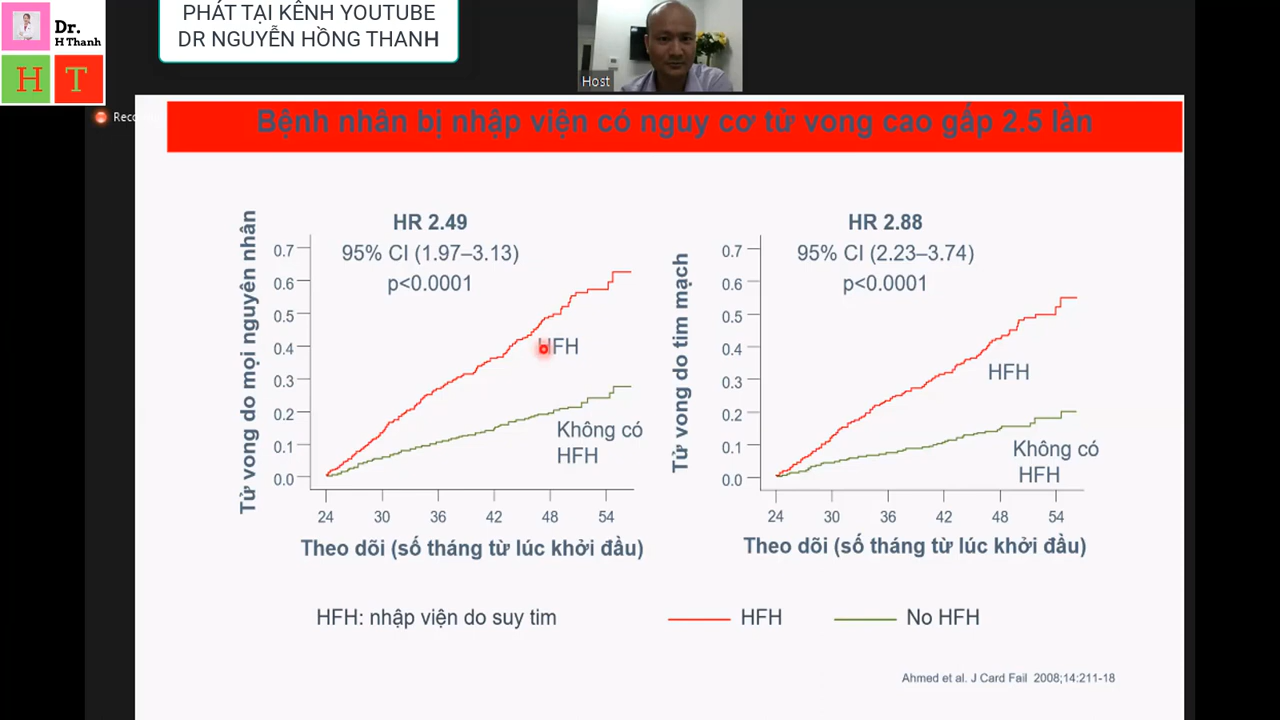 Dr.
H Thanh
H T
PHÁT TẠI KÊNH YOUTUBE
DR NGUYỄN HỒNG THANH
Host
Bệnh nhân bị nhập viện có nguy cơ tử vong cao gấp 2.5 lần
Tử vong do mọi nguyên nhân
HR 2.49
95% CI (1.97–3.13)
p<0.0001
0.7
0.6
0.5
0.4
0.3
0.2
0.1
0.0
HFH
Không có
HFH
24 30 36 42 48 54
Theo dõi (số tháng từ lúc khởi đầu)
Tử vong do tim mạch
HR 2.88
95% CI (2.23–3.74)
p<0.0001
0.7
0.6
0.5
0.4
0.3
0.2
0.1
0.0
HFH
Không có
HFH
24 30 36 42 48 54
Theo dõi (số tháng từ lúc khởi đầu)
HFH: nhập viện do suy tim
HFH
No HFH
Ahmed et al. J Card Fail 2008;14:211-18